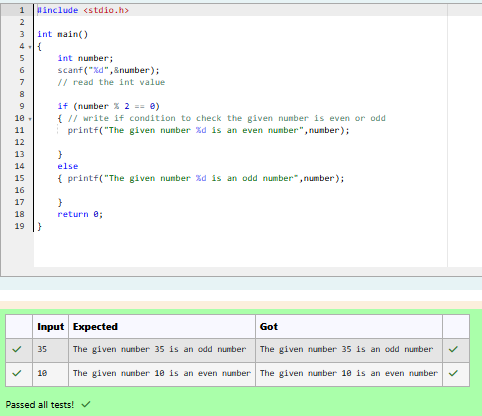 1 #include <stdio.h>
2
3 int main()
4 {
5 int number;
6 scanf("%d",&number);
7 // read the int value
8
9 if (number % 2 == 0)
10 { // write if condition to check the given number is even or odd
11 printf("The given number %d is an even number",number);
12
13 }
14 else
15 { printf("The given number %d is an odd number",number);
16
17 }
18 return 0;
19 }
Input Expected Got
✓ 35 The given number 35 is an odd number The given number 35 is an odd number ✓
✓ 10 The given number 10 is an even number The given number 10 is an even number ✓
Passed all tests! ✓